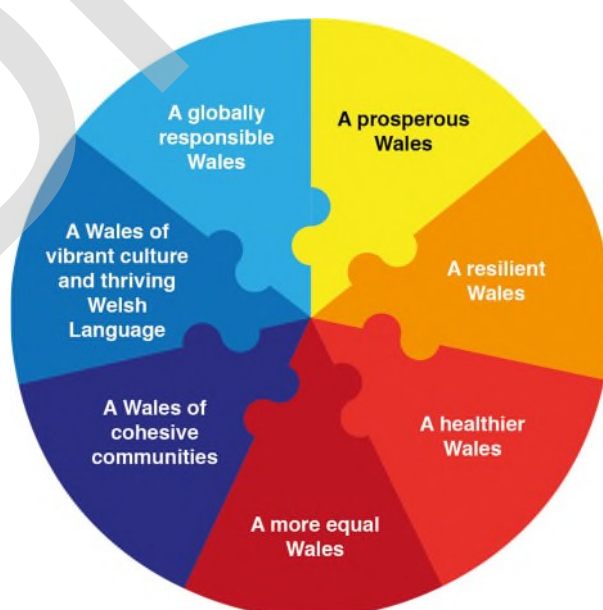 A prosperous
Wales
A resilient
Wales
A healthier
Wales
A more equal
Wales
A Wales of
cohesive
communities
A Wales of
vibrant culture
and thriving
Welsh
Language
A globally
responsible
Wales